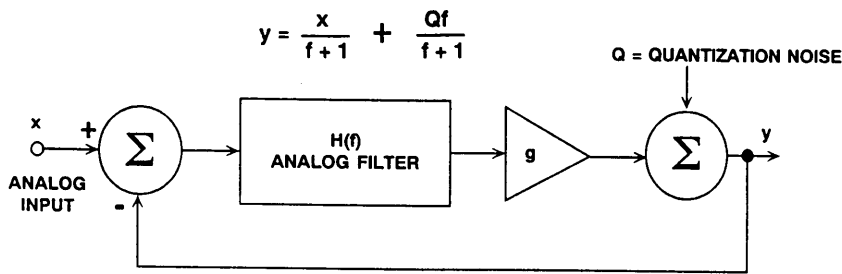 y = x/(f + 1) + Qf/(f + 1)
Q = QUANTIZATION NOISE
x
+
Σ
H(f)
ANALOG FILTER
g
Σ
y
ANALOG
INPUT
-